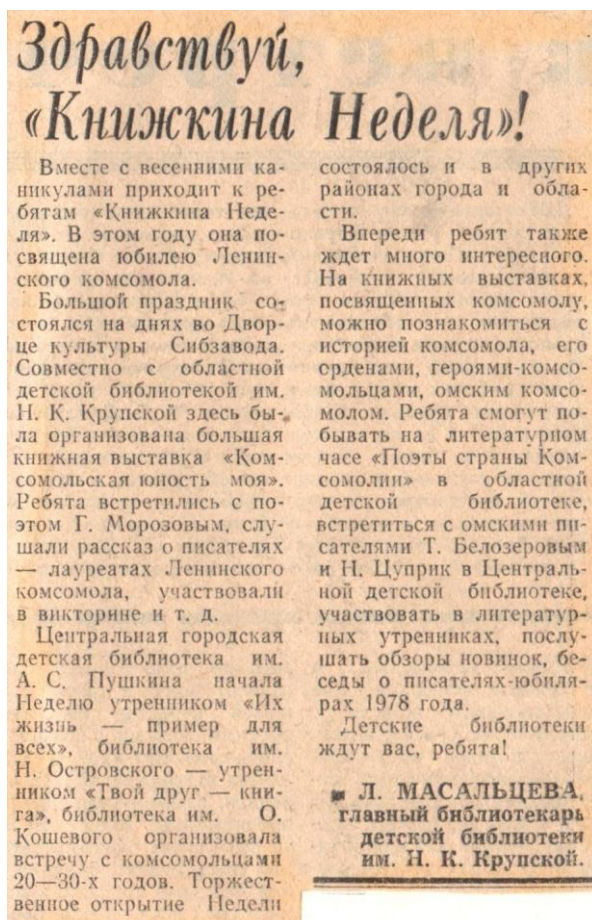 Здравствуй,
«Книжкина Неделя»!
Вместе с весенними ка-
никулами приходит к ре-
бятам «Книжкина Неде-
ля». В этом году она по-
священа юбилею Ленин-
ского комсомола.
Большой праздник со-
стоялся на днях во Двор-
це культуры Сибзавода.
Совместно с областной
детской библиотекой им.
Н. К. Крупской здесь бы-
ла организована большая
книжная выставка «Ком-
сомольская юность моя».
Ребята встретились с по-
этом Г. Морозовым, слу-
шали рассказ о писателях
— лауреатах Ленинского
комсомола, участвовали
в викторине и т. д.
Центральная городская
детская библиотека им.
А. С. Пушкина начала
Неделю утренником «Их
жизнь — пример для
всех», библиотека им.
Н. Островского — утрен-
ником «Твой друг — кни-
га», библиотека им. О.
Кошевого организовала
встречу с комсомольцами
20—30-х годов. Торжест-
венное открытие Недели
состоялось и в других
районах города и обла-
сти.
Впереди ребят также
ждет много интересного.
На книжных выставках,
посвященных комсомолу,
можно познакомиться с
историей комсомола, его
орденами, героями-комсо-
мольцами, омским комсо-
молом. Ребята смогут по-
бывать на литературном
часе «Поэты страны Ком-
сомолии» в областной
детской библиотеке,
встретиться с омскими пи-
сателями Т. Белозеровым
и Н. Цуприк в Централь-
ной детской библиотеке,
участвовать в литератур-
ных утренниках, послу-
шать обзоры новинок, бе-
седы о писателях-юбиля-
рах 1978 года.
Детские библиотеки
ждут вас, ребята!
Л. МАСАЛЬЦЕВА,
главный библиотекарь
детской библиотеки
им. Н. К. Крупской.